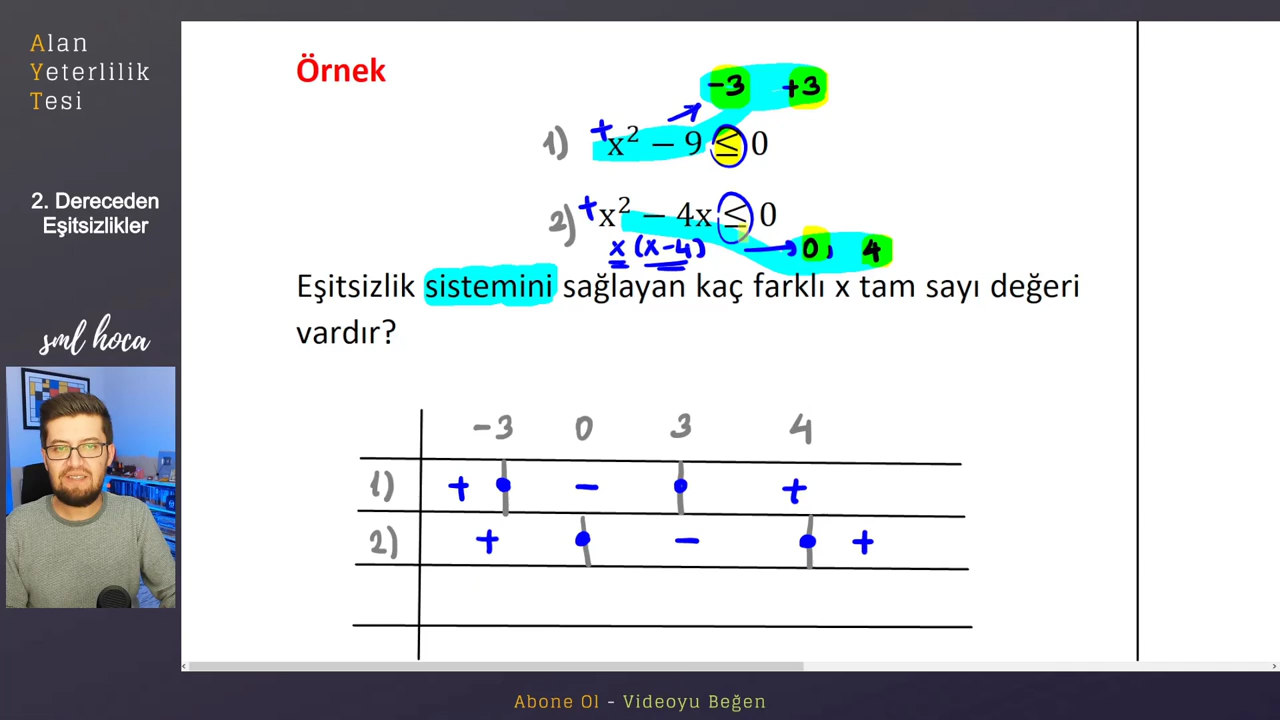 Alan
Yeterlilik
Tesi
2. Dereceden
Eşitsizlikler
sml hoca
Örnek
-3 +3
1) +x² − 9 ≤ 0
2) +x² − 4x ≤ 0
x (x-4) → 0, 4
Eşitsizlik sistemini sağlayan kaç farklı x tam sayı değeri
vardır?
-3 0 3 4
1) + - +
2) + - +
Abone Ol - Videoyu Beğen